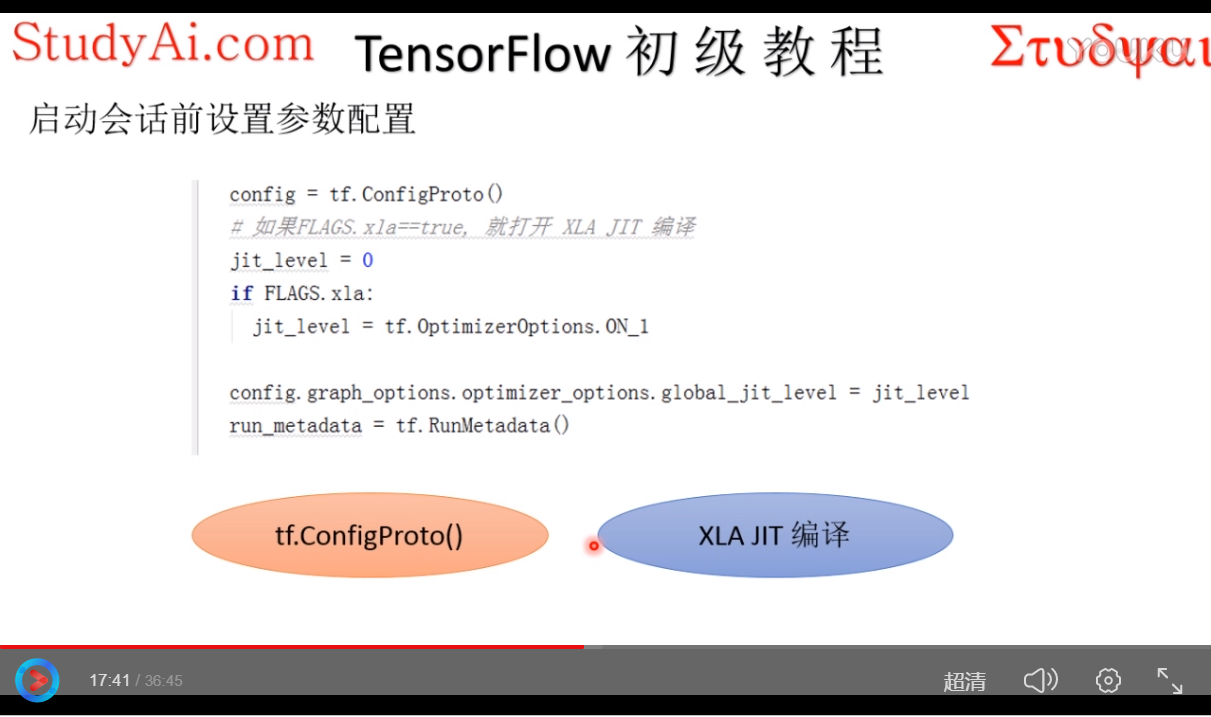 StudyAi.com
TensorFlow 初 级 教 程
Στυδψαι
YOUKU
启动会话前设置参数配置
config = tf.ConfigProto()
# 如果FLAGS.xla==true, 就打开 XLA JIT 编译
jit_level = 0
if FLAGS.xla:
jit_level = tf.OptimizerOptions.ON_1
config.graph_options.optimizer_options.global_jit_level = jit_level
run_metadata = tf.RunMetadata()
tf.ConfigProto()
XLA JIT 编译
17:41 / 36:45
超清